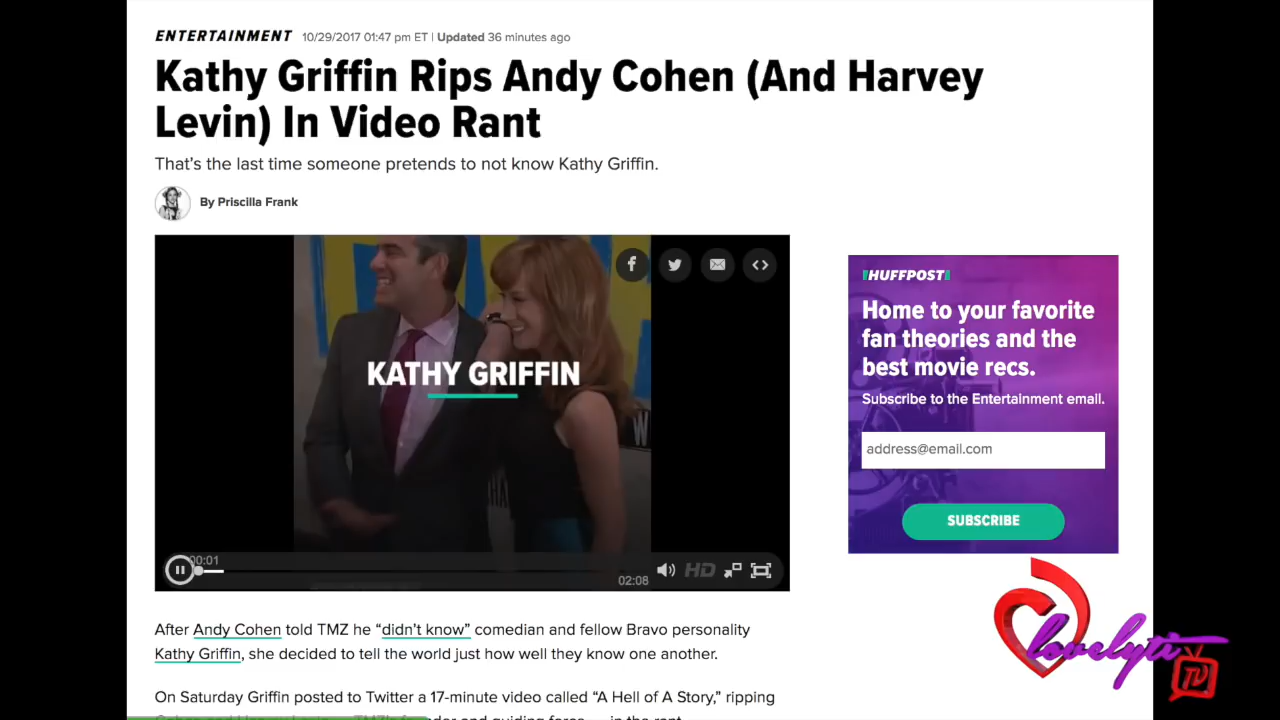 ENTERTAINMENT 10/29/2017 01:47 pm ET | Updated 36 minutes ago
Kathy Griffin Rips Andy Cohen (And Harvey
Levin) In Video Rant
That's the last time someone pretends to not know Kathy Griffin.
By Priscilla Frank
KATHY GRIFFIN
00:01
02:08
HD
HUFFPOST
Home to your favorite
fan theories and the
best movie recs.
Subscribe to the Entertainment email.
address@email.com
SUBSCRIBE
After Andy Cohen told TMZ he “didn’t know” comedian and fellow Bravo personality
Kathy Griffin, she decided to tell the world just how well they know one another.
On Saturday Griffin posted to Twitter a 17-minute video called “A Hell of A Story,” ripping
lovelyti
TV